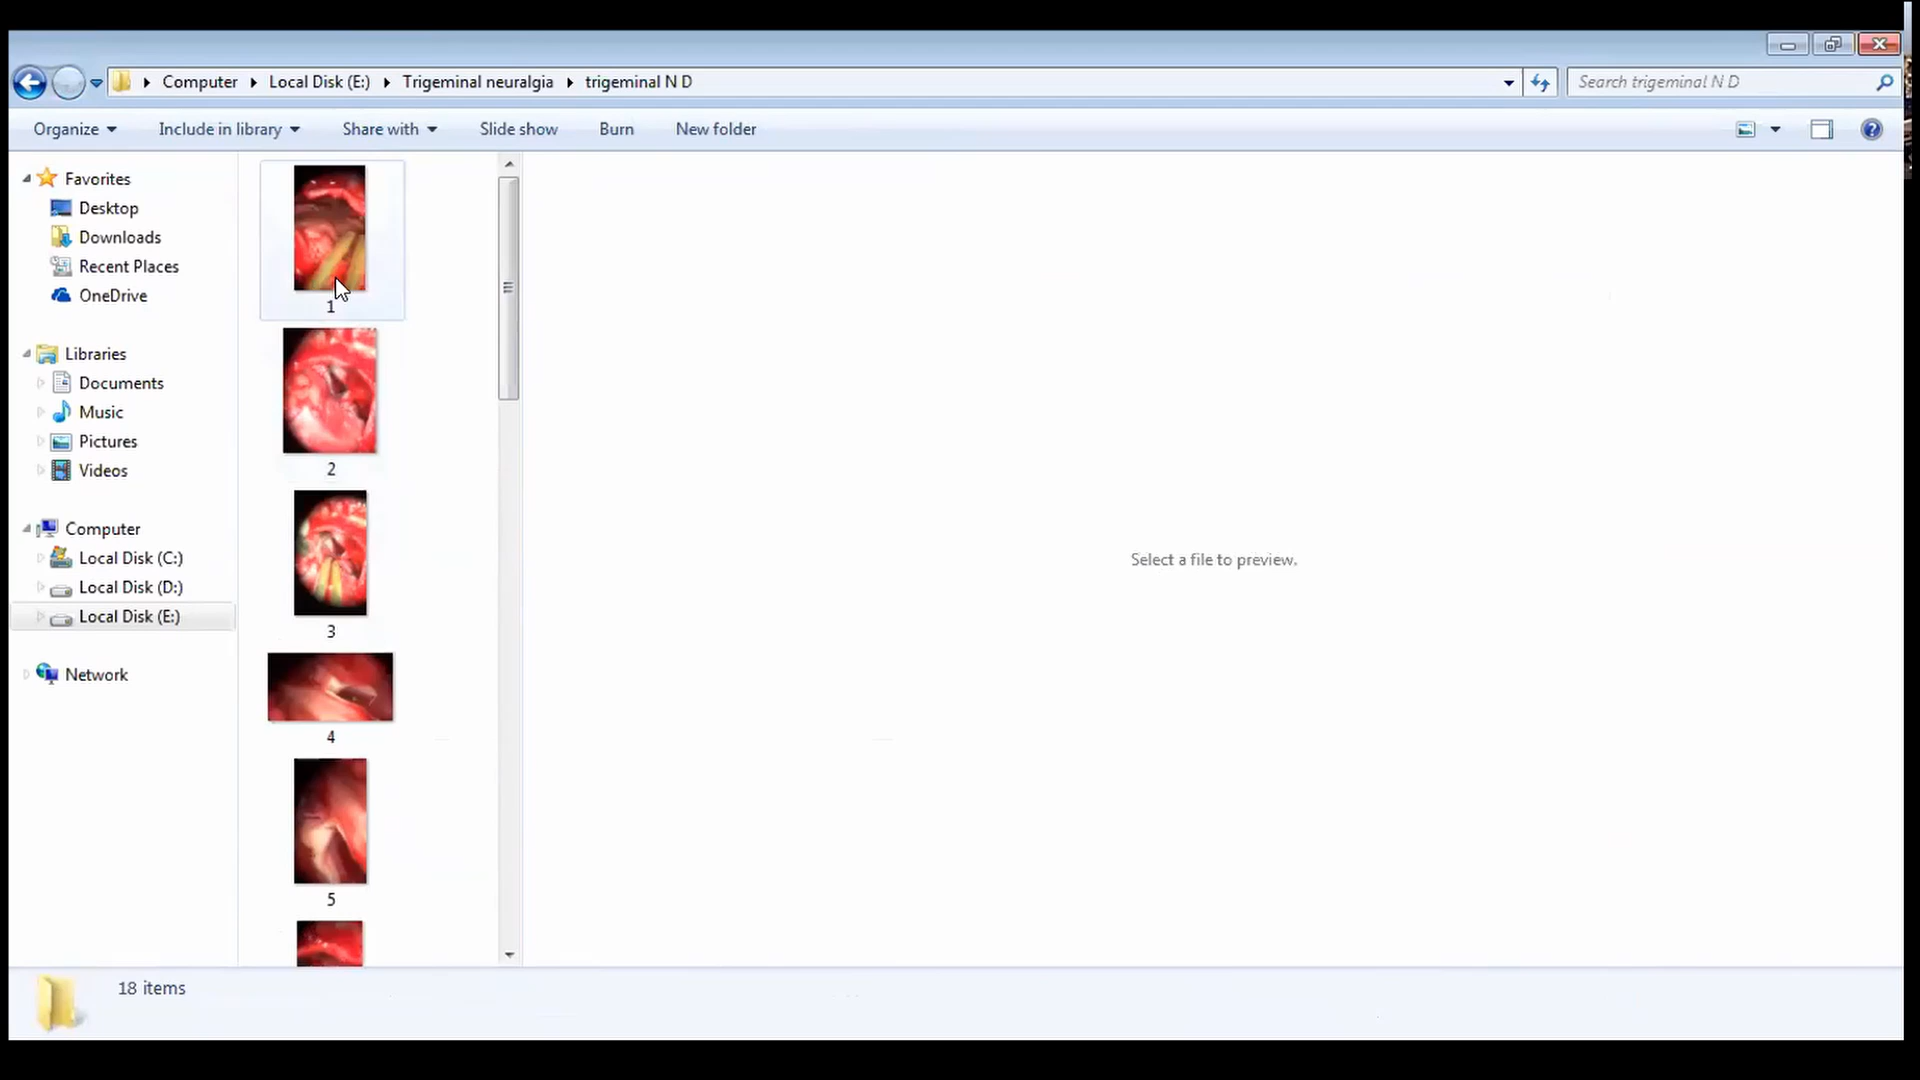 Computer Local Disk (E:) Trigeminal neuralgia trigeminal N D
Search trigeminal N D
Organize Include in library Share with Slide show Burn New folder
Favorites
Desktop
Downloads
Recent Places
OneDrive
Libraries
Documents
Music
Pictures
Videos
Computer
Local Disk (C:)
Local Disk (D:)
Local Disk (E:)
Network
1
2
3
4
5
Select a file to preview.
18 items